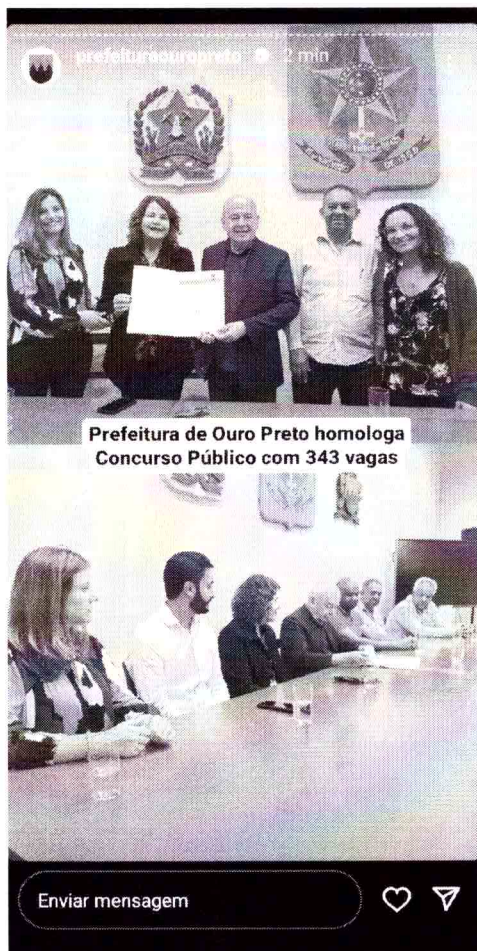 prefeituraouropreto 2 min
Prefeitura de Ouro Preto homologa
Concurso Público com 343 vagas
Enviar mensagem